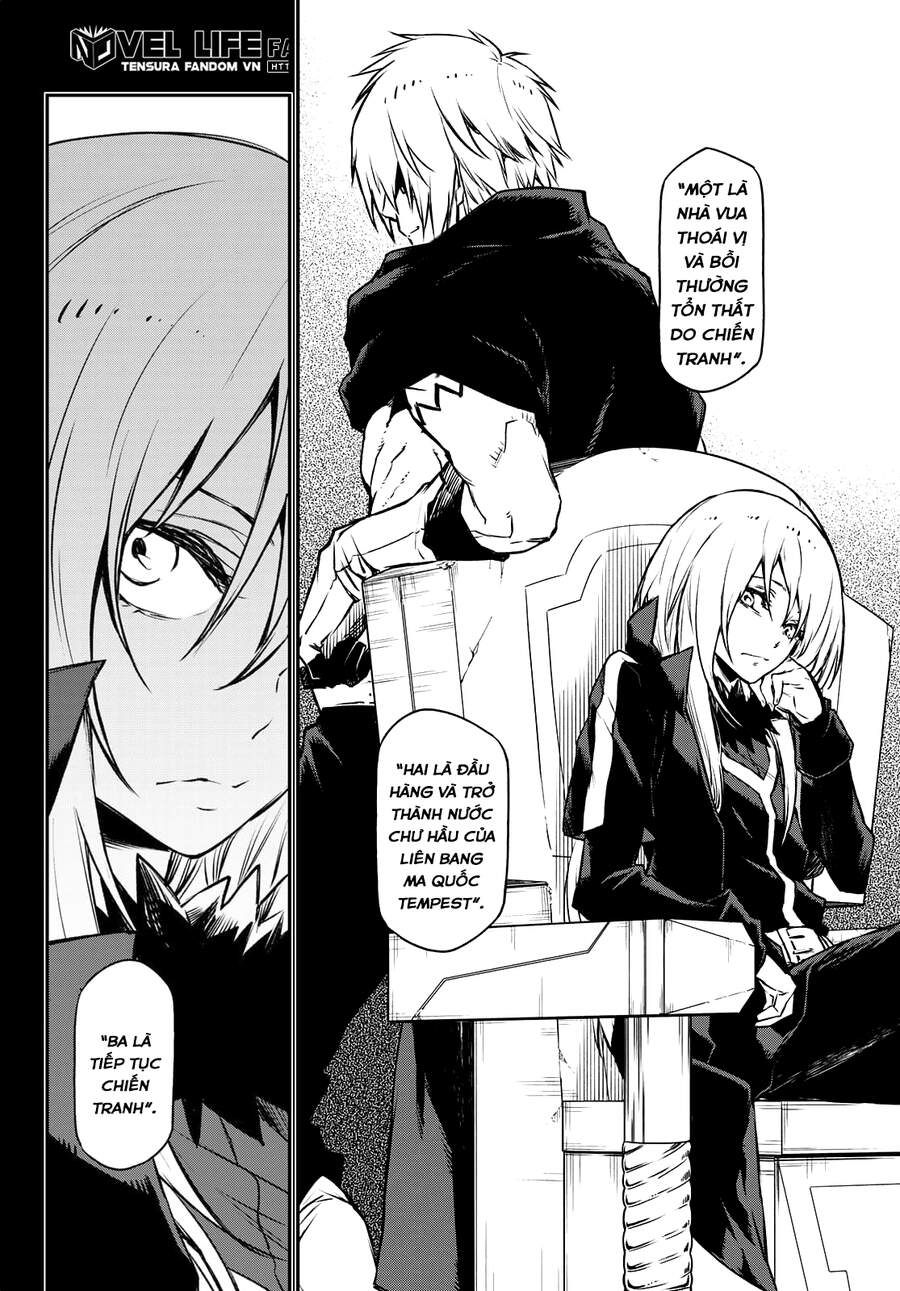 NOVEL LIFE FA
TENSURA FANDOM VN
HTT
"MỘT LÀ
NHÀ VUA
THOÁI VỊ
VÀ BỒI
THƯỜNG
TỔN THẤT
DO CHIẾN
TRANH".
"HAI LÀ ĐẦU
HÀNG VÀ TRỞ
THÀNH NƯỚC
CHƯ HẦU CỦA
LIÊN BANG
MA QUỐC
TEMPEST".
"BA LÀ
TIẾP TỤC
CHIẾN
TRANH".